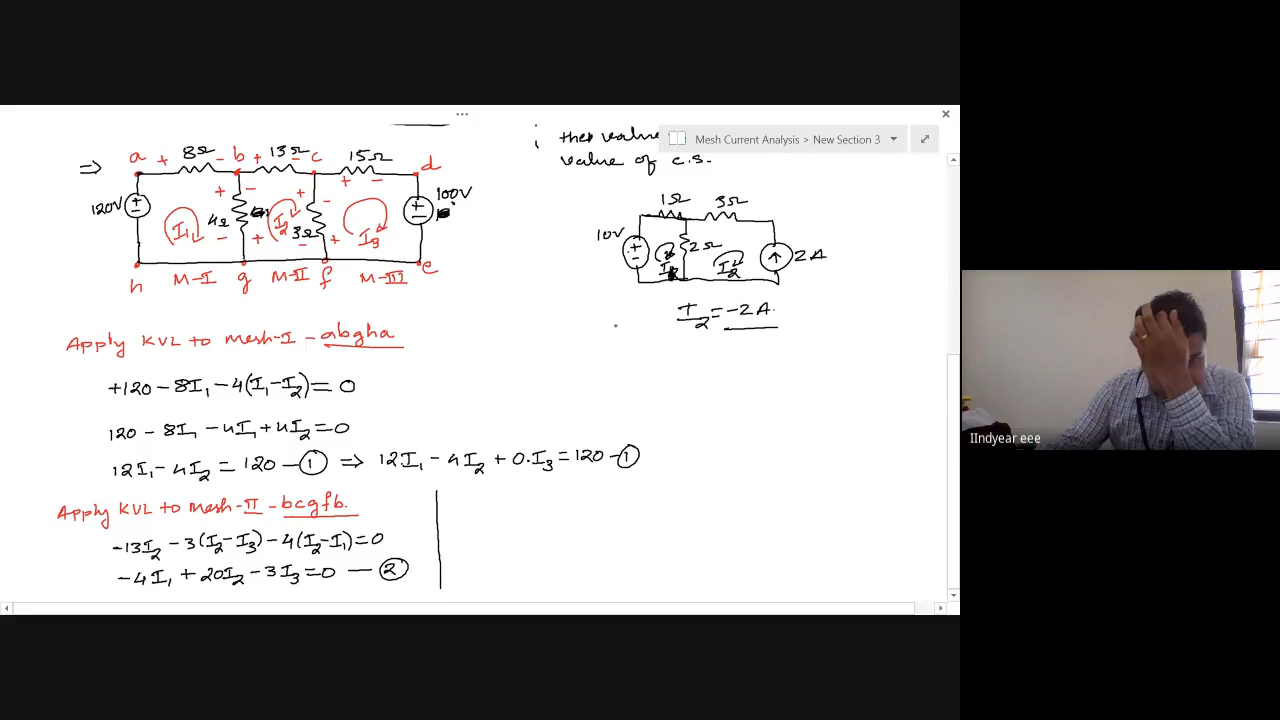 ther value
value of c.s.
Mesh Current Analysis > New Section 3
⇒ a + 8Ω - b + 13Ω - c 15Ω d
+ - + - + -
120V + - I₁ 4Ω I₂ 3Ω I₃ 100V + -
- + - +
h M-I g M-II f M-III e
1Ω 3Ω
10V + - I₁ 2Ω I₂ 2A
I₂ = -2A.
Apply KVL to mesh-I - abgha
+120 - 8I₁ - 4(I₁ - I₂) = 0
120 - 8I₁ - 4I₁ + 4I₂ = 0
12I₁ - 4I₂ = 120 - ① ⇒ 12I₁ - 4I₂ + 0.I₃ = 120 - ①
Apply KVL to mesh-II - bcgfb.
-13I₂ - 3(I₂ - I₃) - 4(I₂ - I₁) = 0
-4I₁ + 20I₂ - 3I₃ = 0 — ②
IIndyear eee